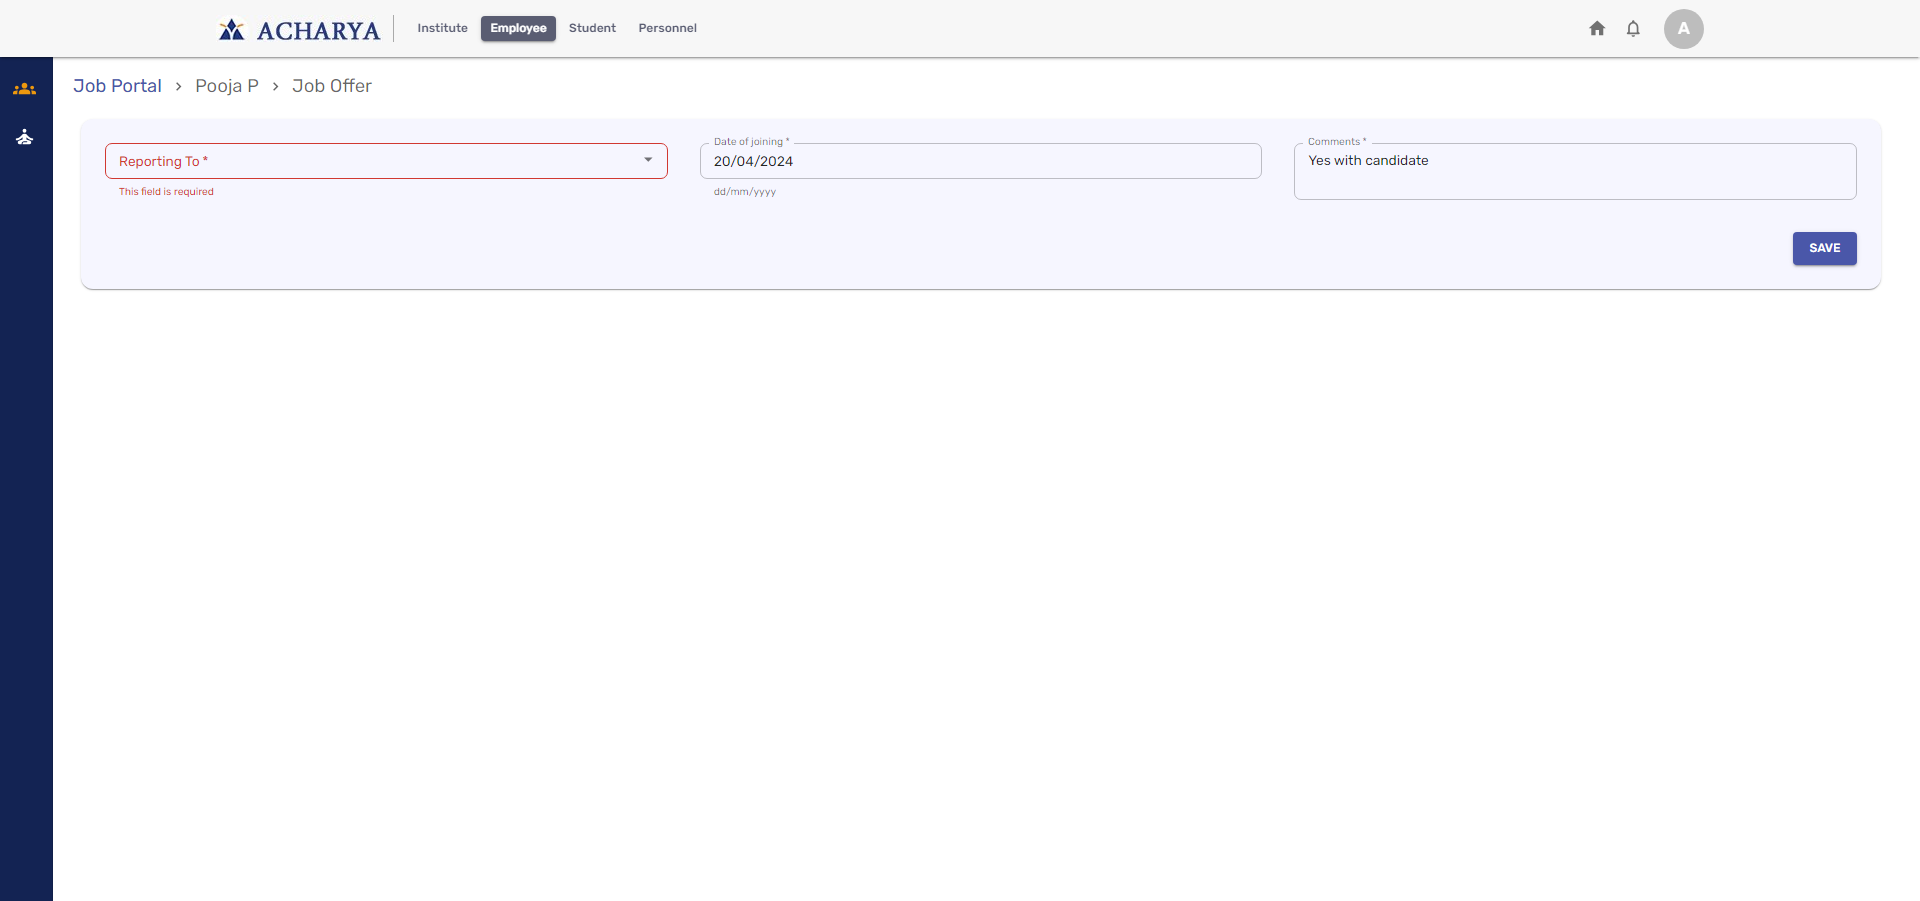 ACHARYA
Institute Employee Student Personnel
A
Job Portal › Pooja P › Job Offer
Reporting To *
This field is required
Date of joining *
20/04/2024
dd/mm/yyyy
Comments *
Yes with candidate
SAVE